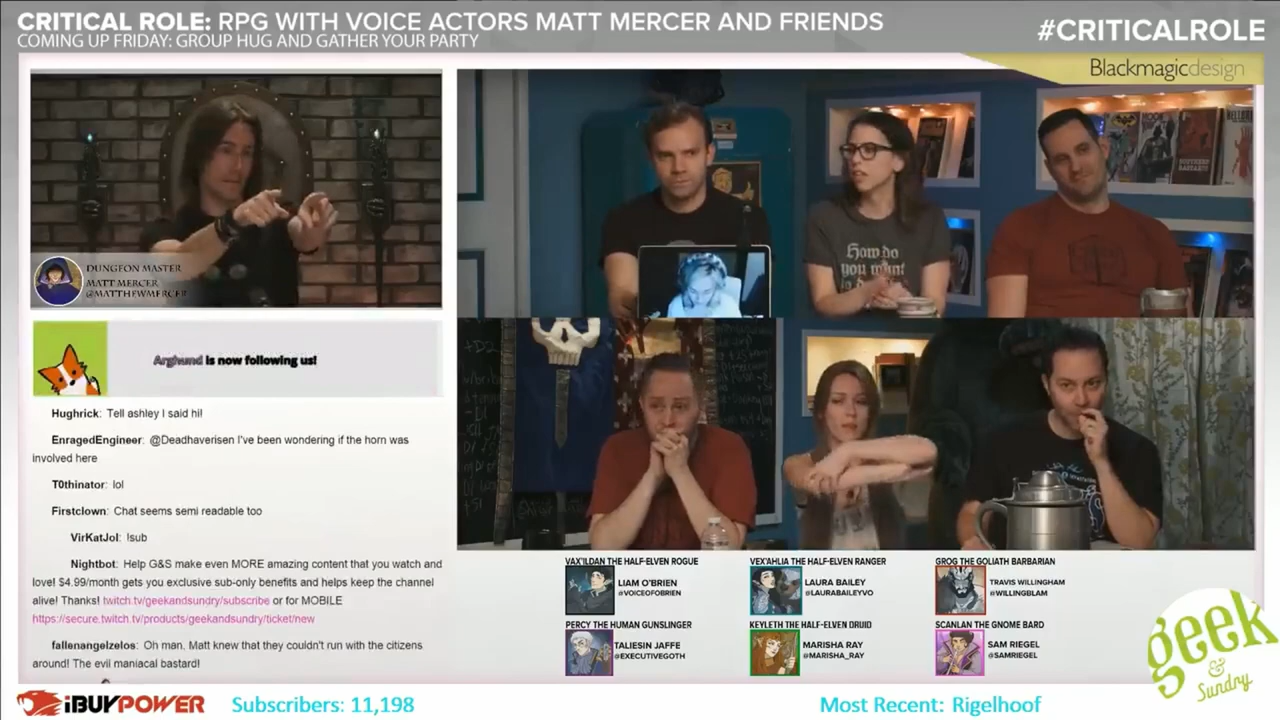 CRITICAL ROLE: RPG WITH VOICE ACTORS MATT MERCER AND FRIENDS
COMING UP FRIDAY: GROUP HUG AND GATHER YOUR PARTY
#CRITICALROLE
Blackmagicdesign
DUNGEON MASTER
MATT MERCER
@MATTHEWMERCER
How do
you want
Arghund is now following us!
Hughrick: Tell ashley I said hi!
EnragedEngineer: @Deadhaverisen I've been wondering if the horn was
involved here
T0thinator: lol
Firstclown: Chat seems semi readable too
VirKatJol: !sub
Nightbot: Help G&S make even MORE amazing content that you watch and
love! $4.99/month gets you exclusive sub-only benefits and helps keep the channel
alive! Thanks! twitch.tv/geekandsundry/subscribe or for MOBILE
https://secure.twitch.tv/products/geekandsundry/ticket/new
fallenangelzelos: Oh man, Matt knew that they couldn't run with the citizens
around! The evil maniacal bastard!
VAX'ILDAN THE HALF-ELVEN ROGUE
LIAM O'BRIEN
@VOICEOFOBRIEN
VEX'AHLIA THE HALF-ELVEN RANGER
LAURA BAILEY
@LAURABAILEYVO
GROG THE GOLIATH BARBARIAN
TRAVIS WILLINGHAM
@WILLINGBLAM
PERCY THE HUMAN GUNSLINGER
TALIESIN JAFFE
@EXECUTIVEGOTH
KEYLETH THE HALF-ELVEN DRUID
MARISHA RAY
@MARISHA_RAY
SCANLAN THE GNOME BARD
SAM RIEGEL
@SAMRIEGEL
geek
&
Sundry
iBUYPOWER
Subscribers: 11,198
Most Recent: Rigelhoof